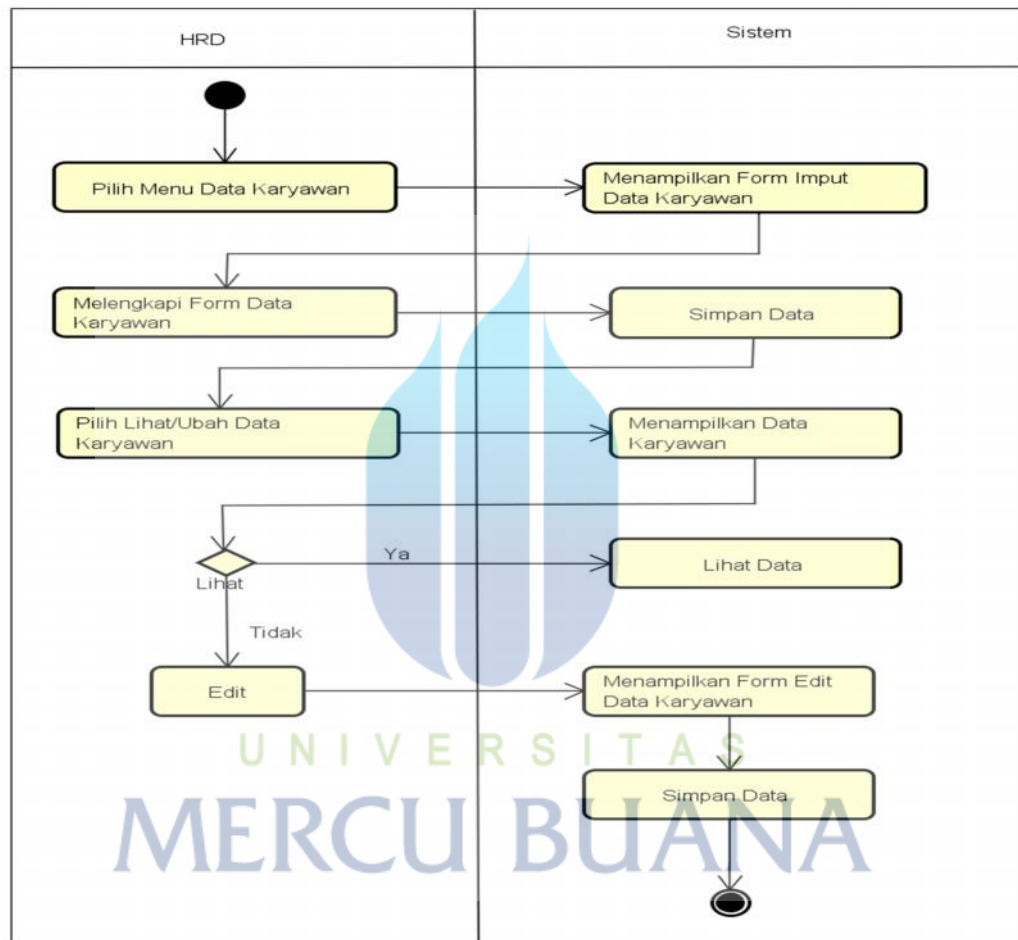 HRD
Sistem
Pilih Menu Data Karyawan
Menampilkan Form Imput
Data Karyawan
Melengkapi Form Data
Karyawan
Simpan Data
Pilih Lihat/Ubah Data
Karyawan
Menampilkan Data
Karyawan
Ya
Lihat
Lihat Data
Tidak
Edit
Menampilkan Form Edit
Data Karyawan
UNIVERSITAS
Simpan Data
MERCU BUANA